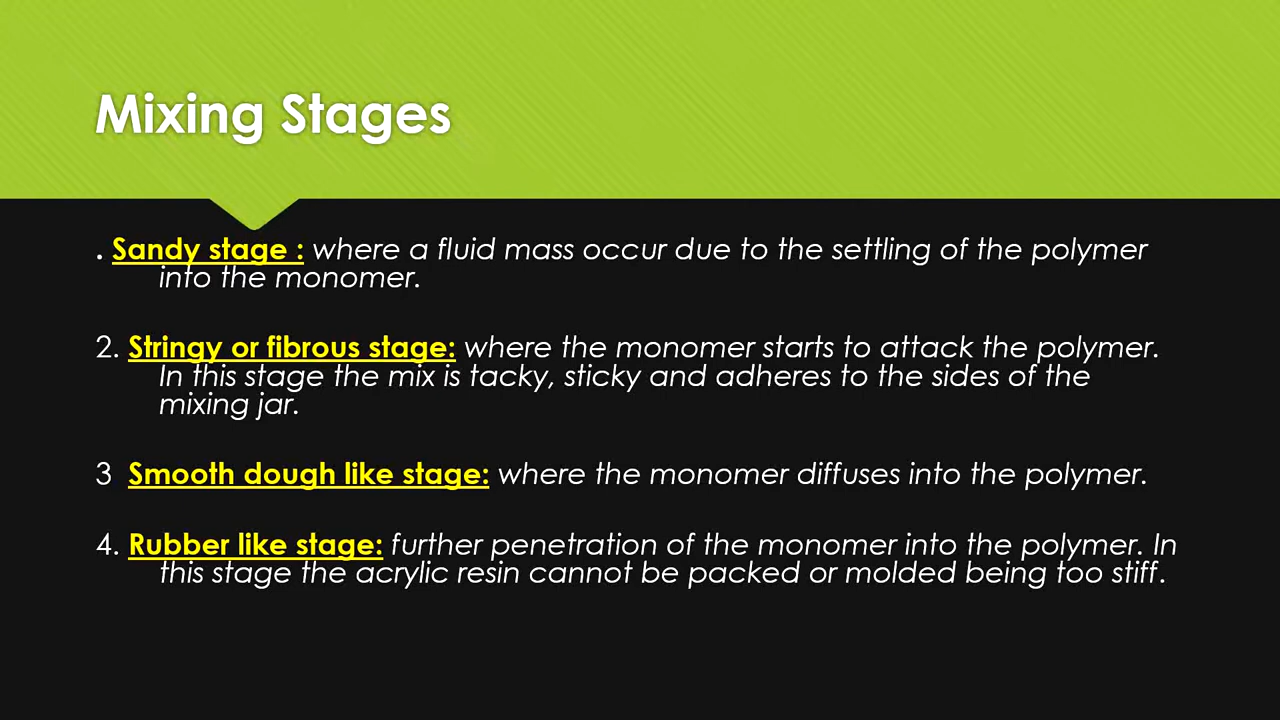 Mixing Stages
. Sandy stage : where a fluid mass occur due to the settling of the polymer
into the monomer.
2. Stringy or fibrous stage: where the monomer starts to attack the polymer.
In this stage the mix is tacky, sticky and adheres to the sides of the
mixing jar.
3 Smooth dough like stage: where the monomer diffuses into the polymer.
4. Rubber like stage: further penetration of the monomer into the polymer. In
this stage the acrylic resin cannot be packed or molded being too stiff.